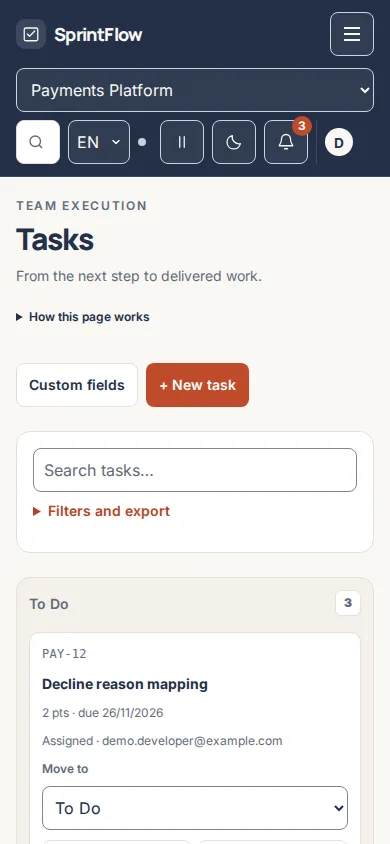 SprintFlow
Payments Platform
EN
3
D
TEAM EXECUTION
Tasks
From the next step to delivered work.
How this page works
Custom fields
+ New task
Search tasks...
Filters and export
To Do
3
PAY-12
Decline reason mapping
2 pts · due 26/11/2026
Assigned · demo.developer@example.com
Move to
To Do